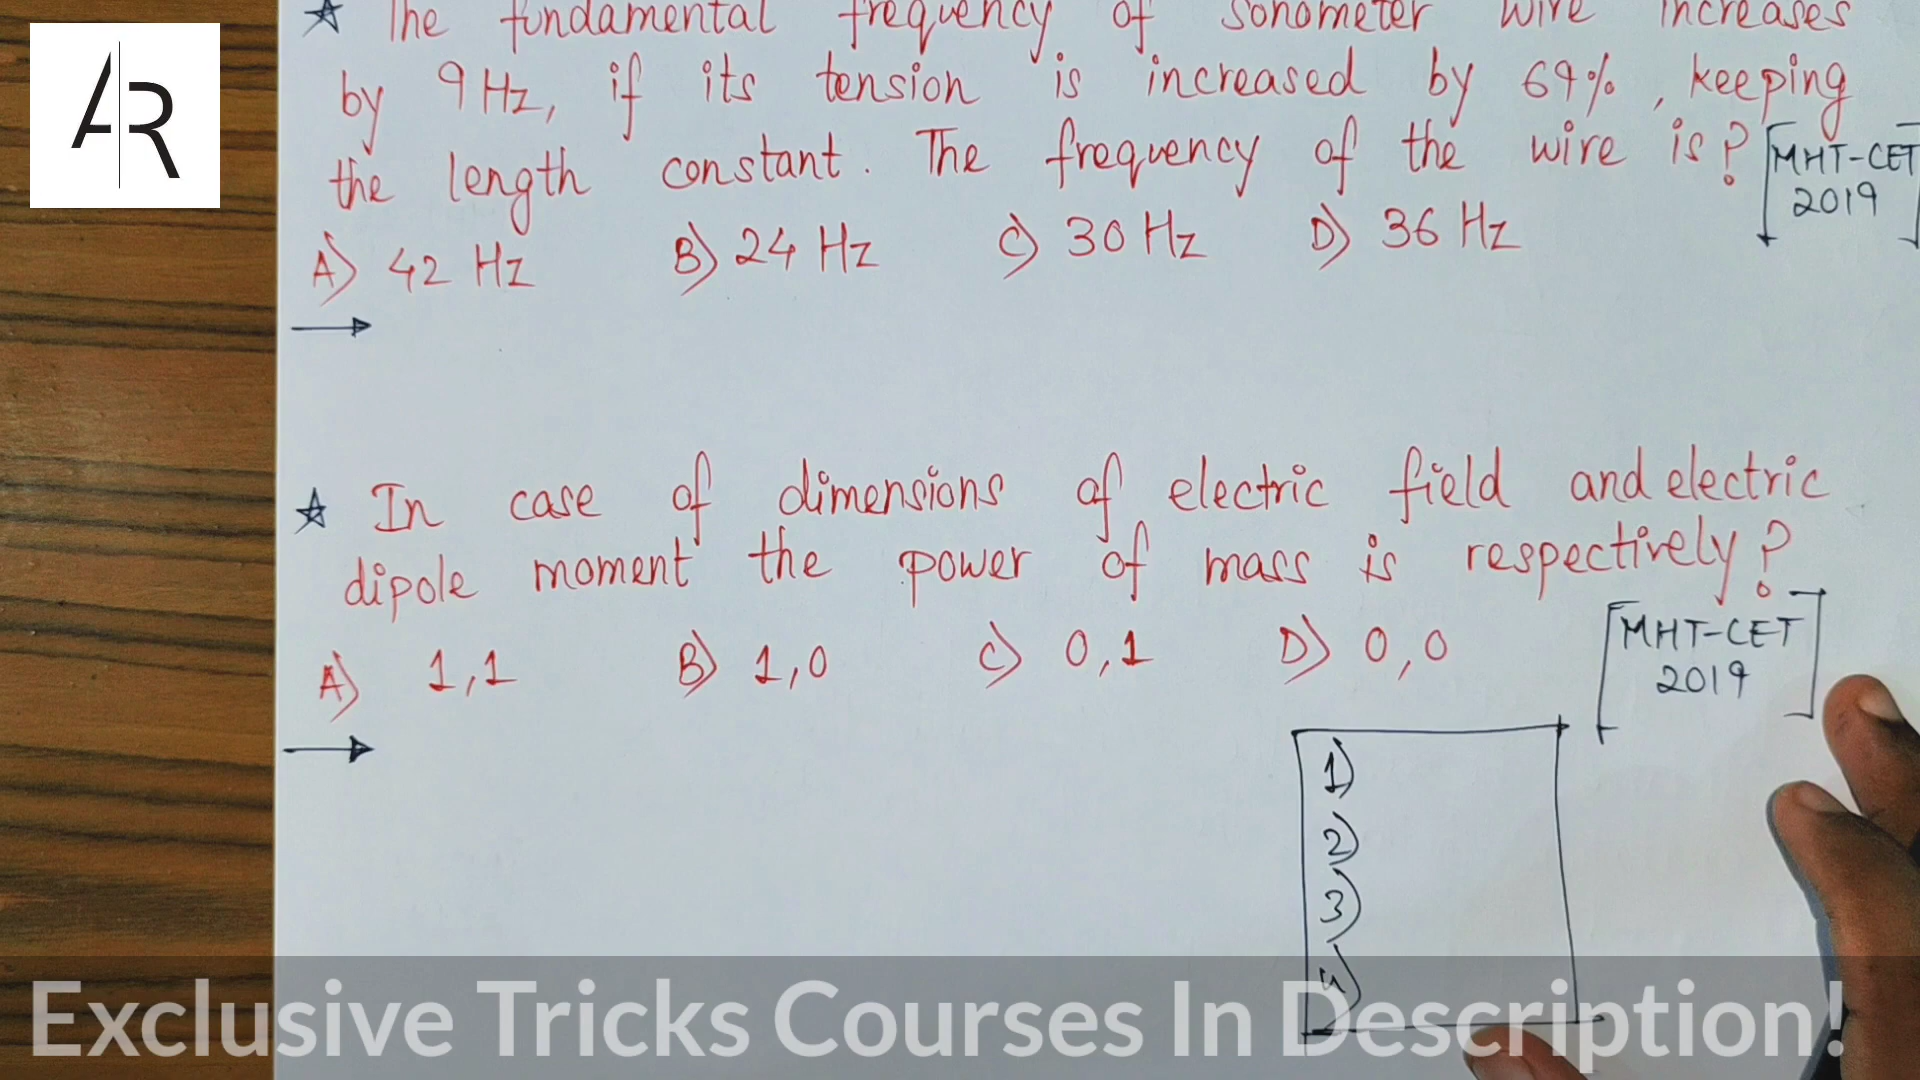 AR
☆ The fundamental frequency of sonometer wire increases
by 9 Hz, if its tension is increased by 69%, keeping
the length constant. The frequency of the wire is?
[MHT-CET
2019]
A) 42 Hz B) 24 Hz C) 30 Hz D) 36 Hz
☆ In case of dimensions of electric field and electric
dipole moment the power of mass is respectively?
[MHT-CET
2019]
A) 1,1 B) 1,0 C) 0,1 D) 0,0
1)
2)
3)
4)
Exclusive Tricks Courses In Description!